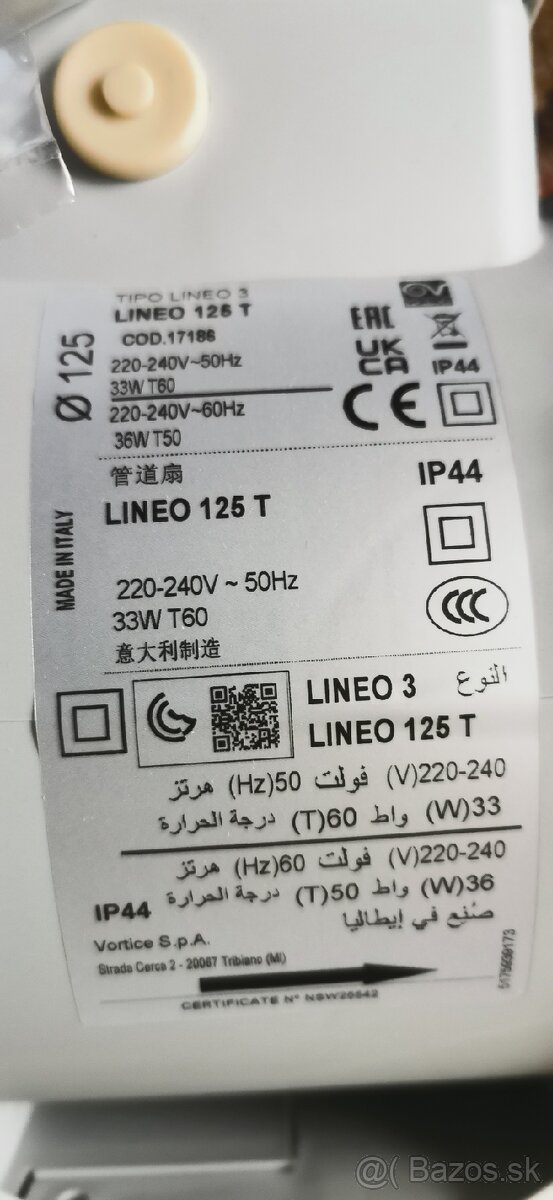 TIPO LINEO 3
LINEO 125 T
COD.17186
220-240V~50Hz
33W T60
220-240V~60Hz
36W T50
Ø 125
EAC
UK
CA
IP44
CE
管道扇
IP44
LINEO 125 T
MADE IN ITALY
220-240V ~ 50Hz
33W T60
CCC
意大利制造
النوع LINEO 3
LINEO 125 T
220-240(V) فولت 50(Hz) هرتز
33(W) واط 60(T) درجة الحرارة
220-240(V) فولت 60(Hz) هرتز
36(W) واط 50(T) درجة الحرارة
صُنع في إيطاليا
IP44
Vortice S.p.A.
Strada Cerca 2 - 20067 Tribiano (MI)
CERTIFICATE N° NSW20542
@( Bazos.sk